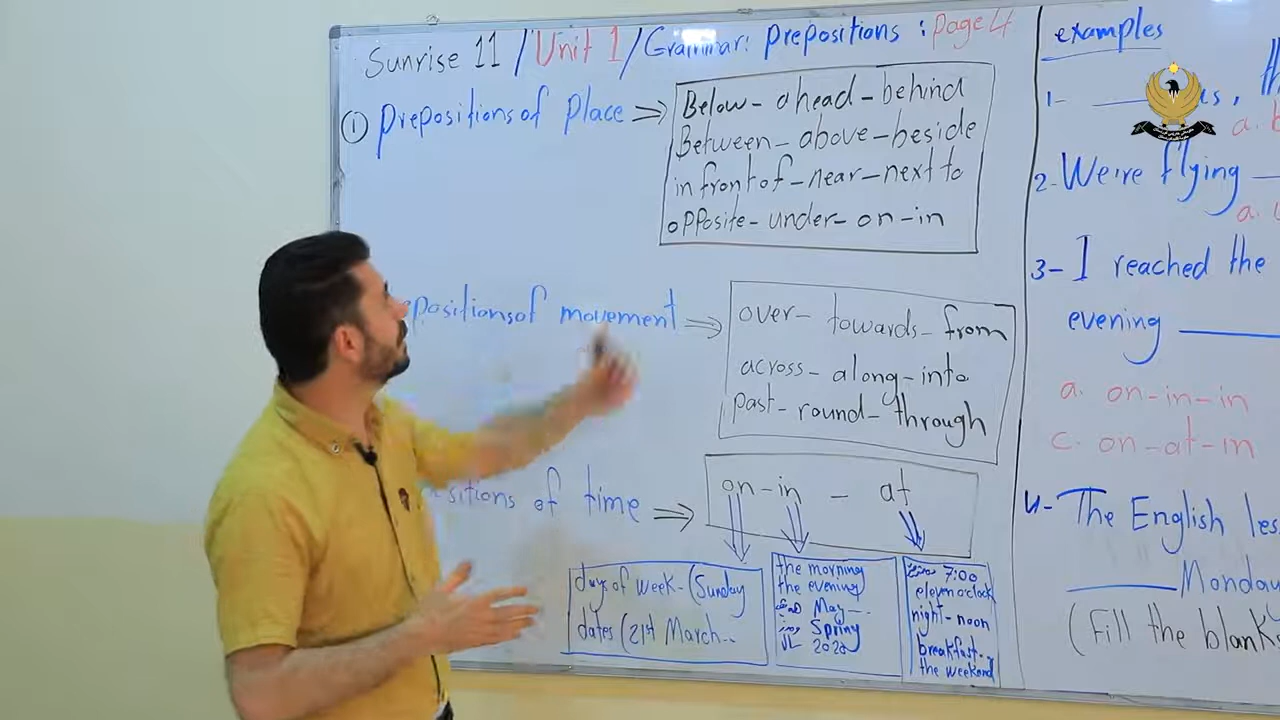 Sunrise 11 / Unit 1 / Grammar: prepositions : page 4
① prepositions of place ⇒
Below - ahead - behind
Between - above - beside
in front of - near - next to
opposite - under - on - in
positions of movement ⇒
over - towards - from
across - along - into
past - round - through
sitions of time ⇒
on - in - at
days of week - (Sunday
dates (21st March..
the morning
the evening
May
Spring
7:00
eleven o'clock
night - noon
breakfast..
the weekend
examples
1-
a.
2- We're flying
a.
3- I reached the
evening
a. on-in-in
c. on-at-in
4- The English les
Monday
(Fill the blanks